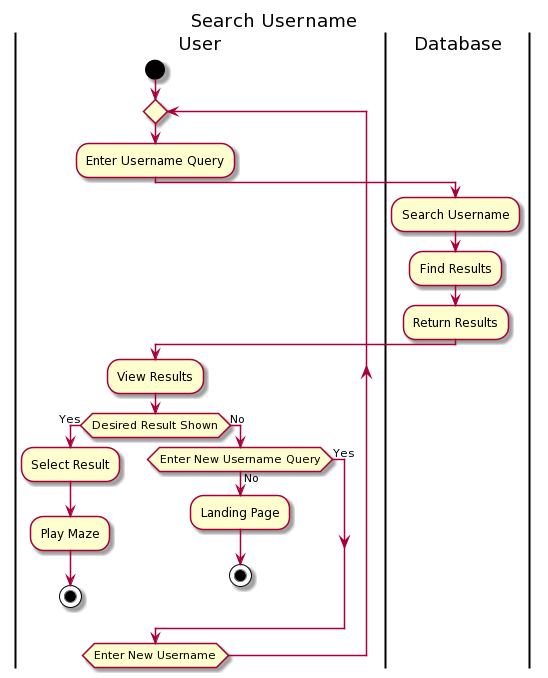 Search Username
User
Database
Enter Username Query
Search Username
Find Results
Return Results
View Results
Desired Result Shown
Yes
No
Select Result
Enter New Username Query
Yes
No
Play Maze
Landing Page
Enter New Username